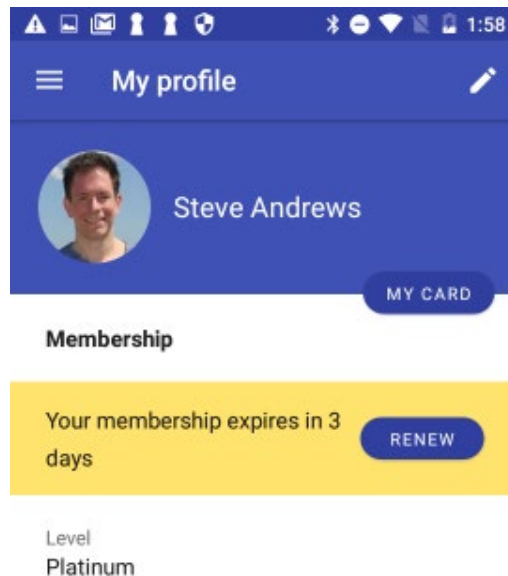 1:58
My profile
Steve Andrews
MY CARD
Membership
Your membership expires in 3
days
RENEW
Level
Platinum